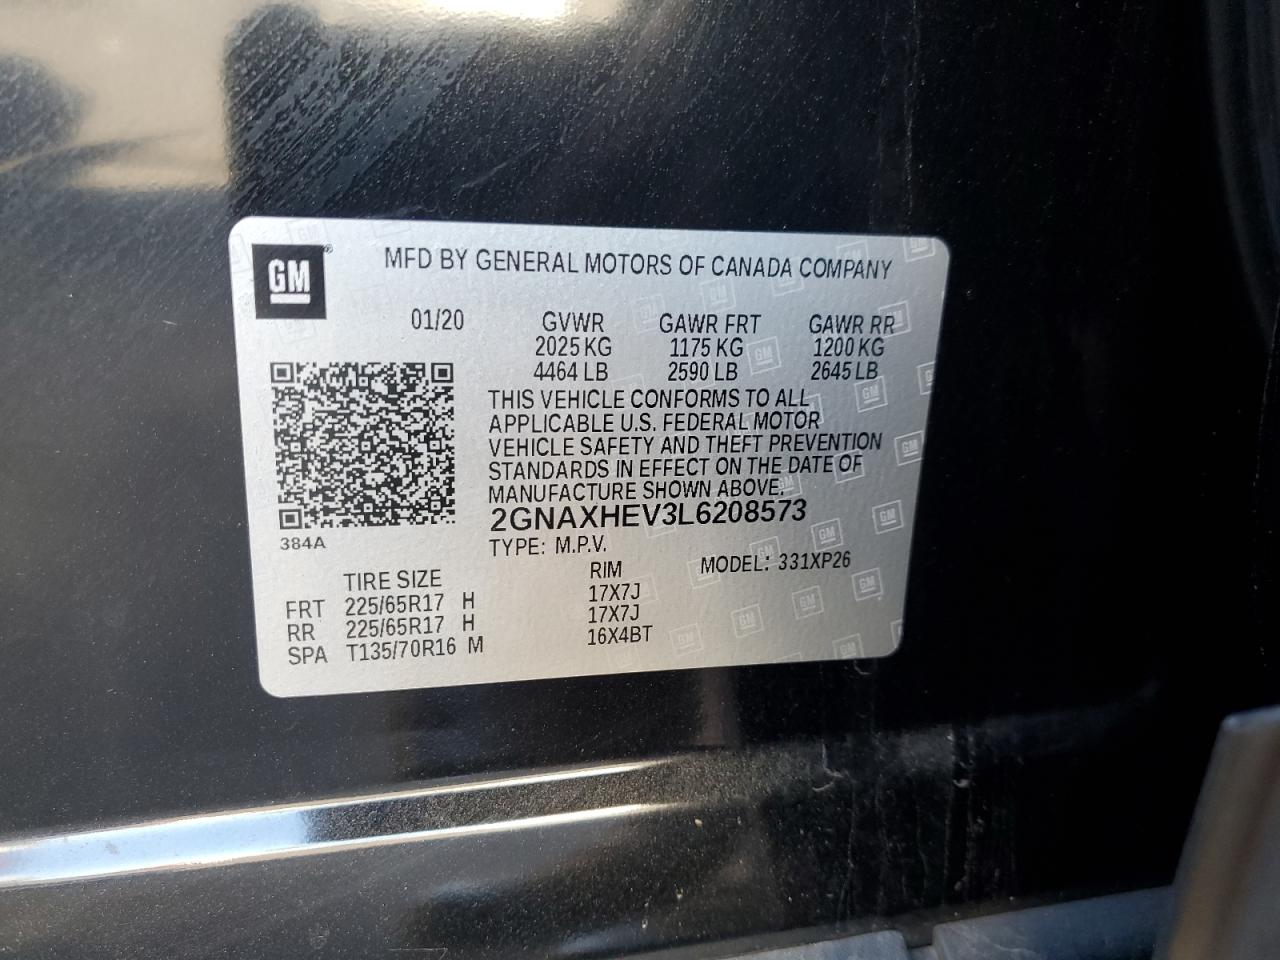 GM®
MFD BY GENERAL MOTORS OF CANADA COMPANY
01/20 GVWR GAWR FRT GAWR RR
2025 KG 1175 KG 1200 KG
4464 LB 2590 LB 2645 LB
THIS VEHICLE CONFORMS TO ALL
APPLICABLE U.S. FEDERAL MOTOR
VEHICLE SAFETY AND THEFT PREVENTION
STANDARDS IN EFFECT ON THE DATE OF
MANUFACTURE SHOWN ABOVE.
2GNAXHEV3L6208573
384A
TYPE: M.P.V. MODEL: 331XP26
TIRE SIZE RIM
FRT 225/65R17 H 17X7J
RR 225/65R17 H 17X7J
SPA T135/70R16 M 16X4BT